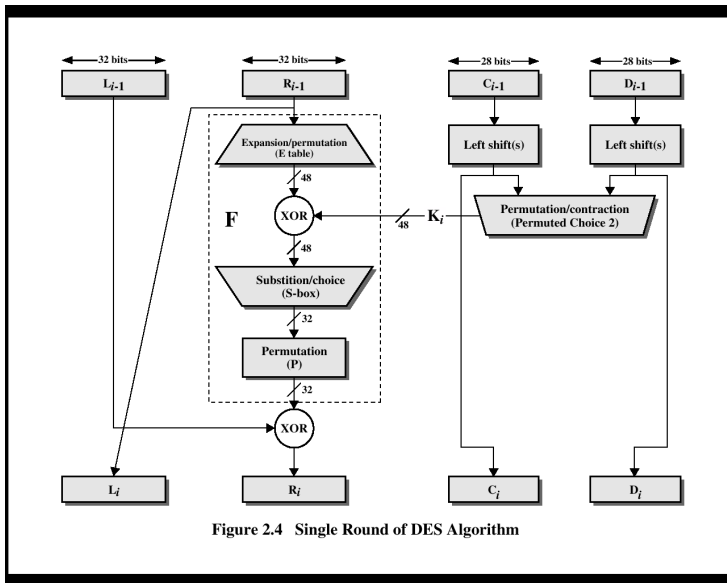 32 bits
32 bits
28 bits
28 bits
Li-1
Ri-1
Ci-1
Di-1
Expansion/permutation
(E table)
Left shift(s)
Left shift(s)
48
F
XOR
48
Ki
Permutation/contraction
(Permuted Choice 2)
48
Substition/choice
(S-box)
32
Permutation
(P)
32
XOR
Li
Ri
Ci
Di
Figure 2.4 Single Round of DES Algorithm